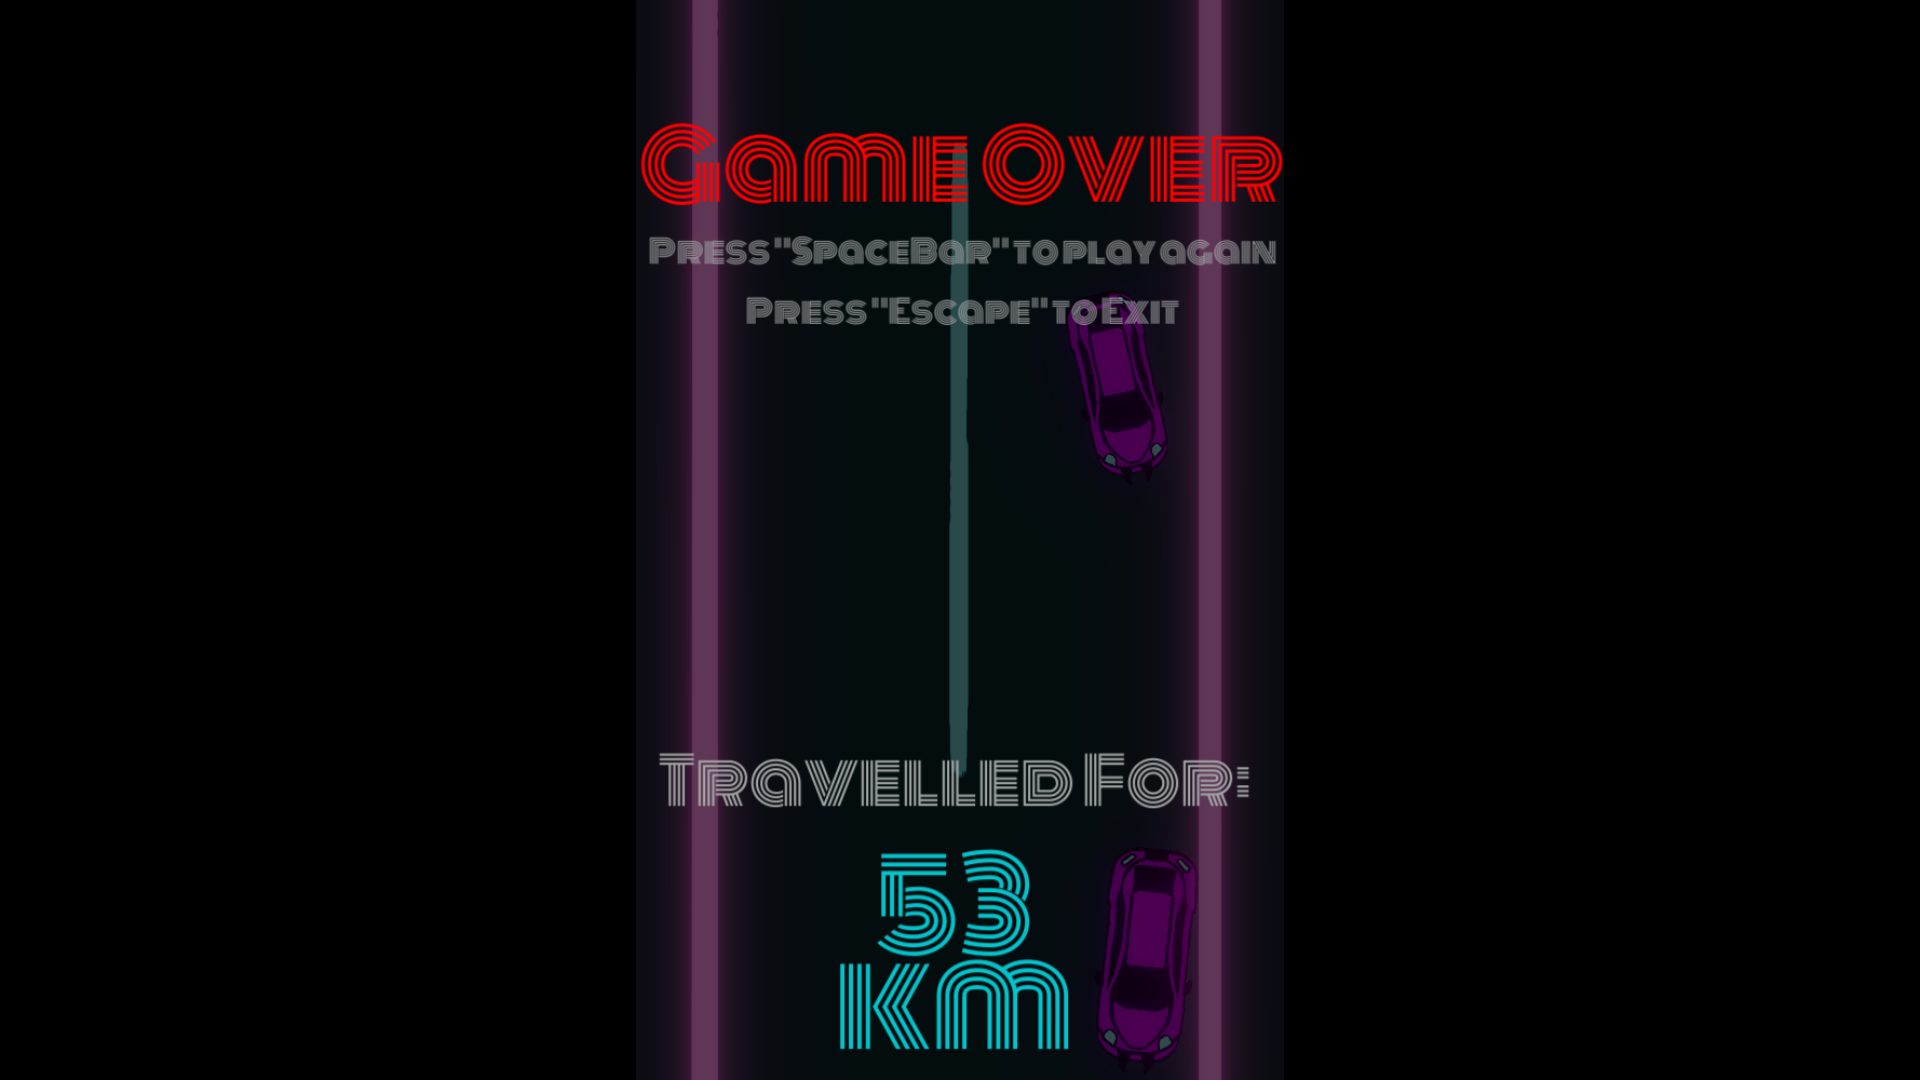 Game Over
Press "SpaceBar" to play again
Press "Escape" to Exit
Travelled For:
53
km